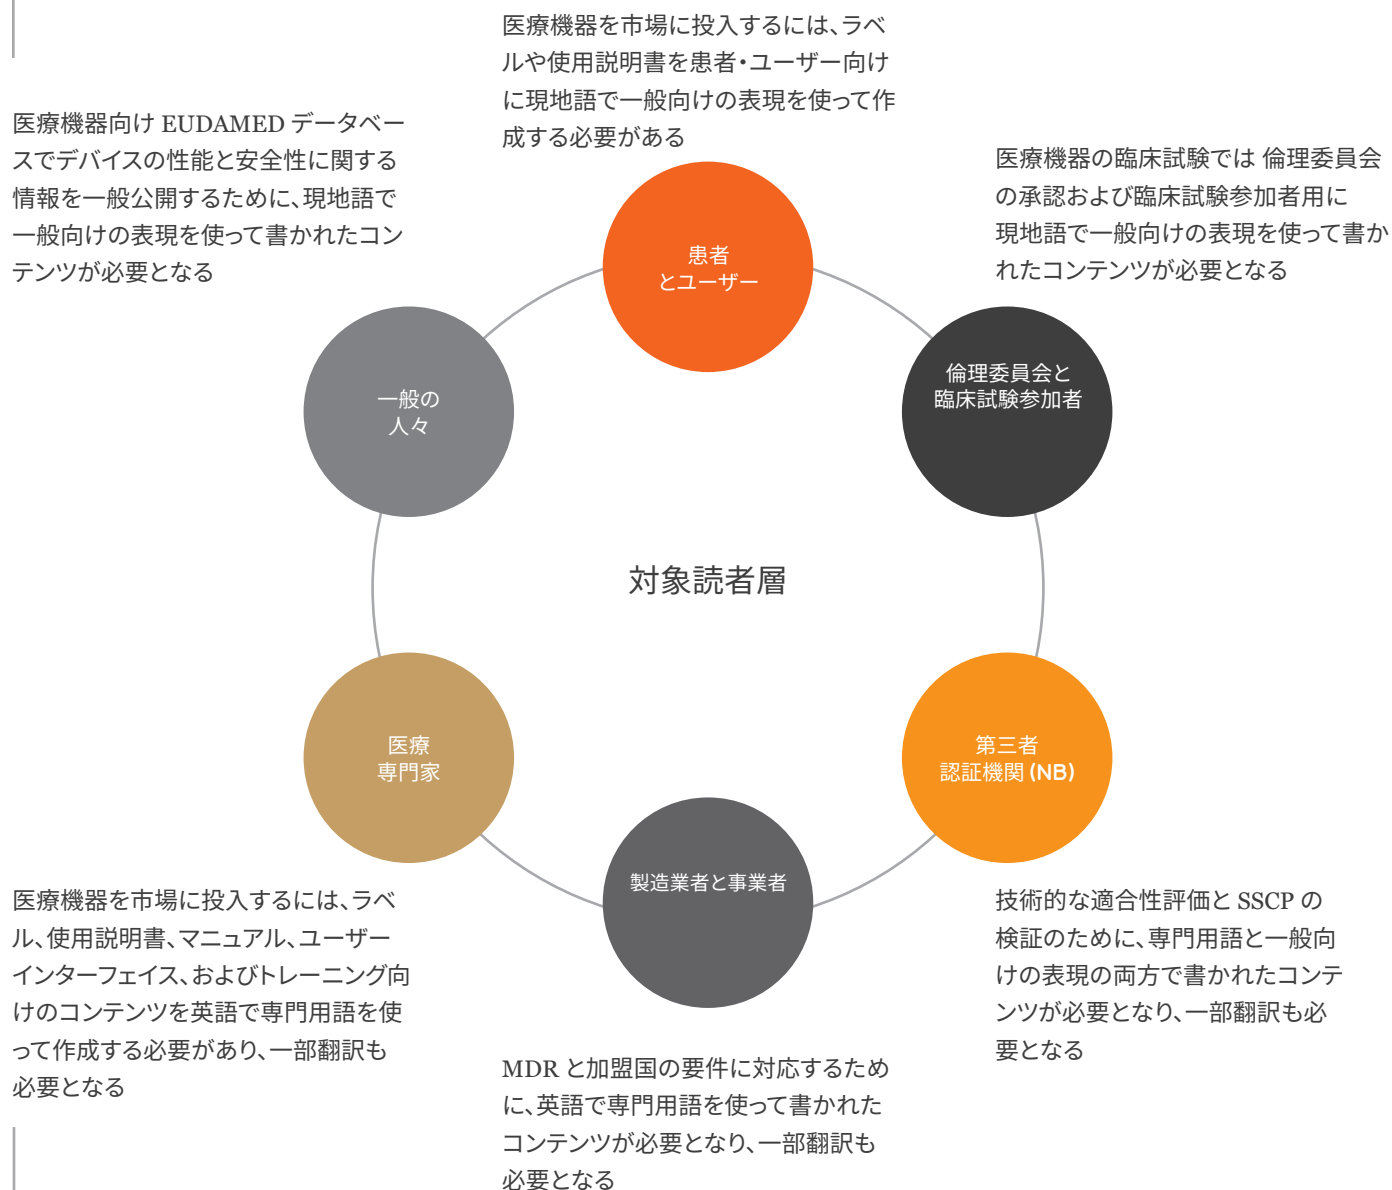 医療機器を市場に投入するには、ラベ
ルや使用説明書を患者・ユーザー向け
に現地語で一般向けの表現を使って作
成する必要がある
医療機器向け EUDAMED データベー
スでデバイスの性能と安全性に関する
情報を一般公開するために、現地語で
一般向けの表現を使って書かれたコン
テンツが必要となる
医療機器の臨床試験では 倫理委員会
の承認および臨床試験参加者用に
現地語で一般向けの表現を使って書か
れたコンテンツが必要となる
患者
とユーザー
一般の
人々
倫理委員会と
臨床試験参加者
対象読者層
医療
専門家
第三者
認証機関 (NB)
製造業者と事業者
医療機器を市場に投入するには、ラベ
ル、使用説明書、マニュアル、ユーザー
インターフェイス、およびトレーニング向
けのコンテンツを英語で専門用語を使
って作成する必要があり、一部翻訳も
必要となる
技術的な適合性評価と SSCP の
検証のために、専門用語と一般向
けの表現の両方で書かれたコンテ
ンツが必要となり、一部翻訳も必
要となる
MDR と加盟国の要件に対応するため
に、英語で専門用語を使って書かれた
コンテンツが必要となり、一部翻訳も
必要となる